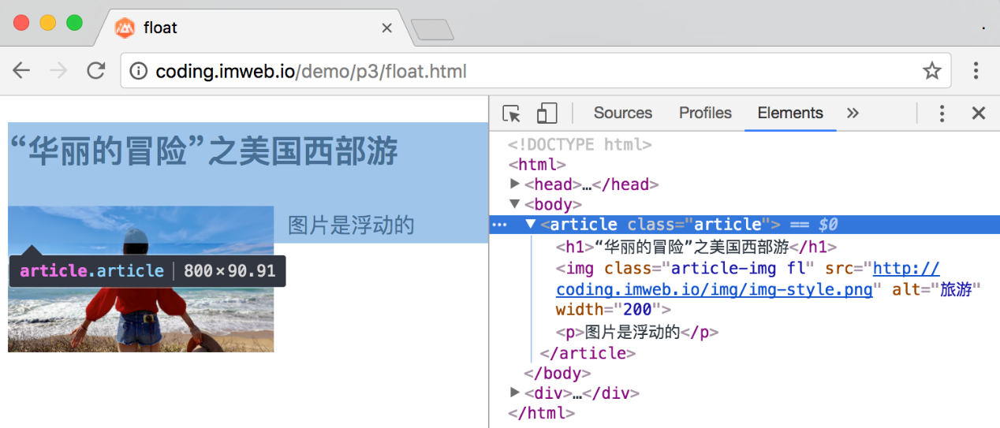 float
coding.imweb.io/demo/p3/float.html
“华丽的冒险”之美国西部游
图片是浮动的
article.article | 800×90.91
Sources Profiles Elements »
<!DOCTYPE html>
<html>
<head>…</head>
<body>
<article class="article"> == $0
<h1>“华丽的冒险”之美国西部游</h1>
<img class="article-img fl" src="http://
coding.imweb.io/img/img-style.png" alt="旅游"
width="200">
<p>图片是浮动的</p>
</article>
</body>
<div>…</div>
</html>